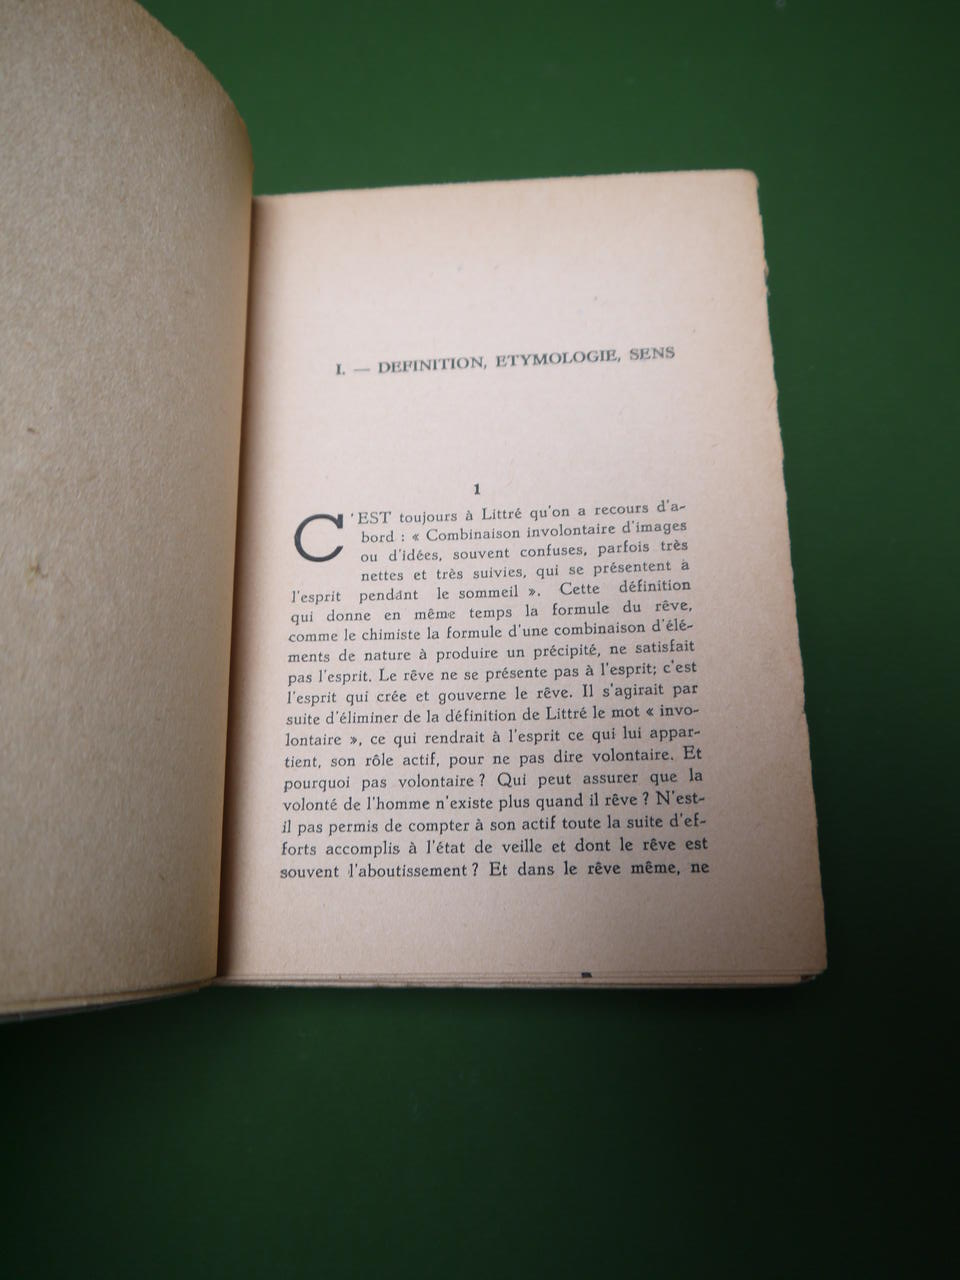 I. — DEFINITION, ETYMOLOGIE, SENS
1
C'EST toujours à Littré qu'on a recours d'a-
bord : « Combinaison involontaire d'images
ou d'idées, souvent confuses, parfois très
nettes et très suivies, qui se présentent à
l'esprit pendant le sommeil ». Cette définition
qui donne en même temps la formule du rêve,
comme le chimiste la formule d'une combinaison d'élé-
ments de nature à produire un précipité, ne satisfait
pas l'esprit. Le rêve ne se présente pas à l'esprit; c'est
l'esprit qui crée et gouverne le rêve. Il s'agirait par
suite d'éliminer de la définition de Littré le mot « invo-
lontaire », ce qui rendrait à l'esprit ce qui lui appar-
tient, son rôle actif, pour ne pas dire volontaire. Et
pourquoi pas volontaire ? Qui peut assurer que la
volonté de l'homme n'existe plus quand il rêve ? N'est-
il pas permis de compter à son actif toute la suite d'ef-
forts accomplis à l'état de veille et dont le rêve est
souvent l'aboutissement ? Et dans le rêve même, ne